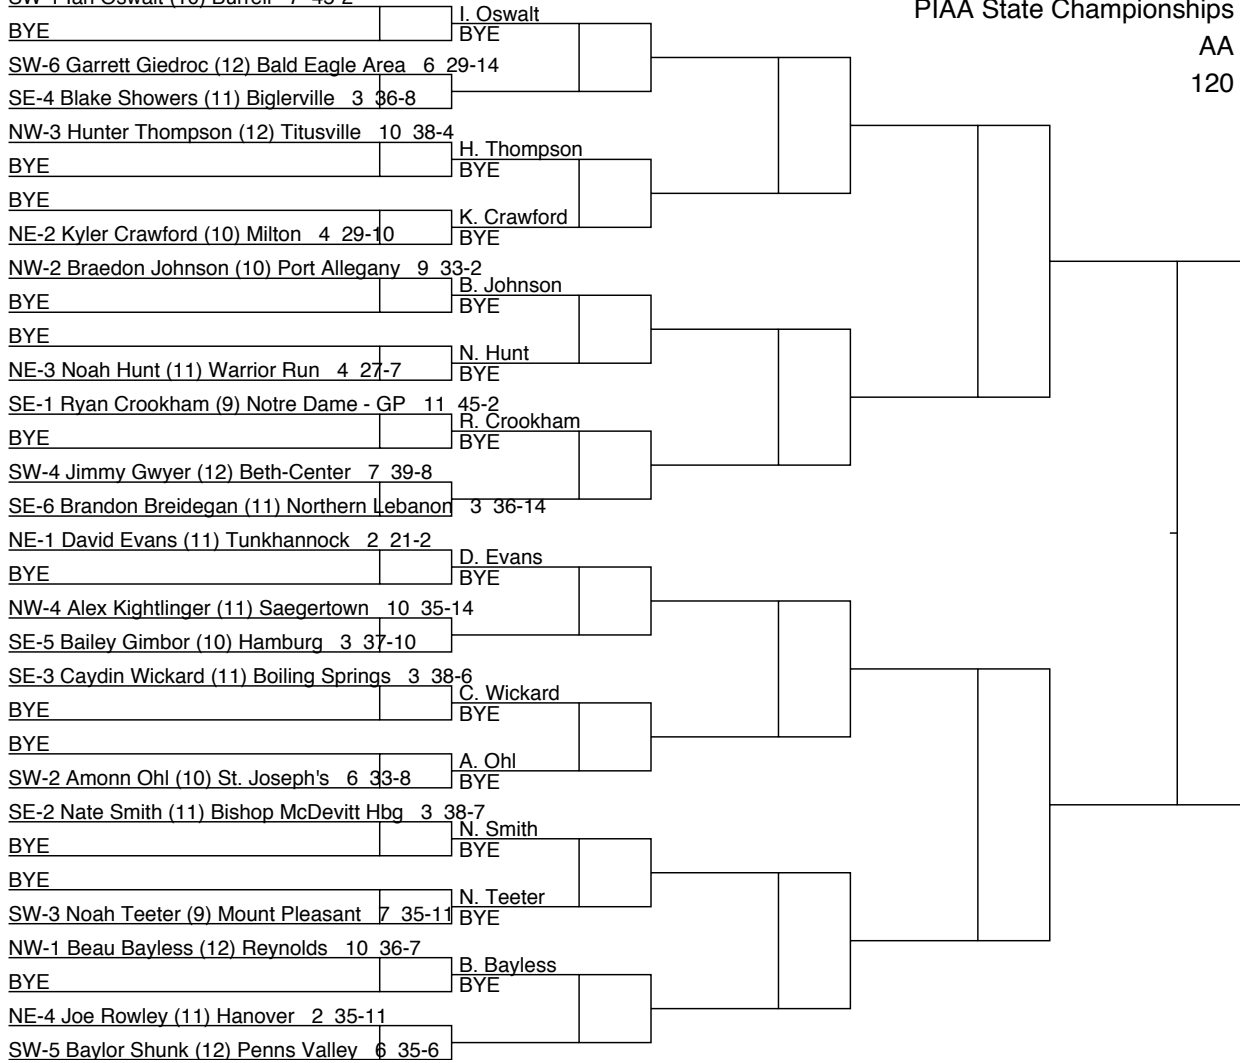 SW-1 Ian Oswalt (10) Burrell 7 43-2
BYE
I. Oswalt
BYE
PIAA State Championships
AA
120
SW-6 Garrett Giedroc (12) Bald Eagle Area 6 29-14
SE-4 Blake Showers (11) Biglerville 3 36-8
NW-3 Hunter Thompson (12) Titusville 10 38-4
BYE
H. Thompson
BYE
BYE
NE-2 Kyler Crawford (10) Milton 4 29-10
K. Crawford
BYE
NW-2 Braedon Johnson (10) Port Allegany 9 33-2
BYE
B. Johnson
BYE
BYE
NE-3 Noah Hunt (11) Warrior Run 4 27-7
N. Hunt
BYE
SE-1 Ryan Crookham (9) Notre Dame - GP 11 45-2
BYE
R. Crookham
BYE
SW-4 Jimmy Gwyer (12) Beth-Center 7 39-8
SE-6 Brandon Breidegan (11) Northern Lebanon 3 36-14
NE-1 David Evans (11) Tunkhannock 2 21-2
BYE
D. Evans
BYE
NW-4 Alex Kightlinger (11) Saegertown 10 35-14
SE-5 Bailey Gimbor (10) Hamburg 3 37-10
SE-3 Caydin Wickard (11) Boiling Springs 3 38-6
BYE
C. Wickard
BYE
BYE
SW-2 Amonn Ohl (10) St. Joseph's 6 33-8
A. Ohl
BYE
SE-2 Nate Smith (11) Bishop McDevitt Hbg 3 38-7
BYE
N. Smith
BYE
BYE
SW-3 Noah Teeter (9) Mount Pleasant 7 35-11
N. Teeter
BYE
NW-1 Beau Bayless (12) Reynolds 10 36-7
BYE
B. Bayless
BYE
NE-4 Joe Rowley (11) Hanover 2 35-11
SW-5 Baylor Shunk (12) Penns Valley 6 35-6